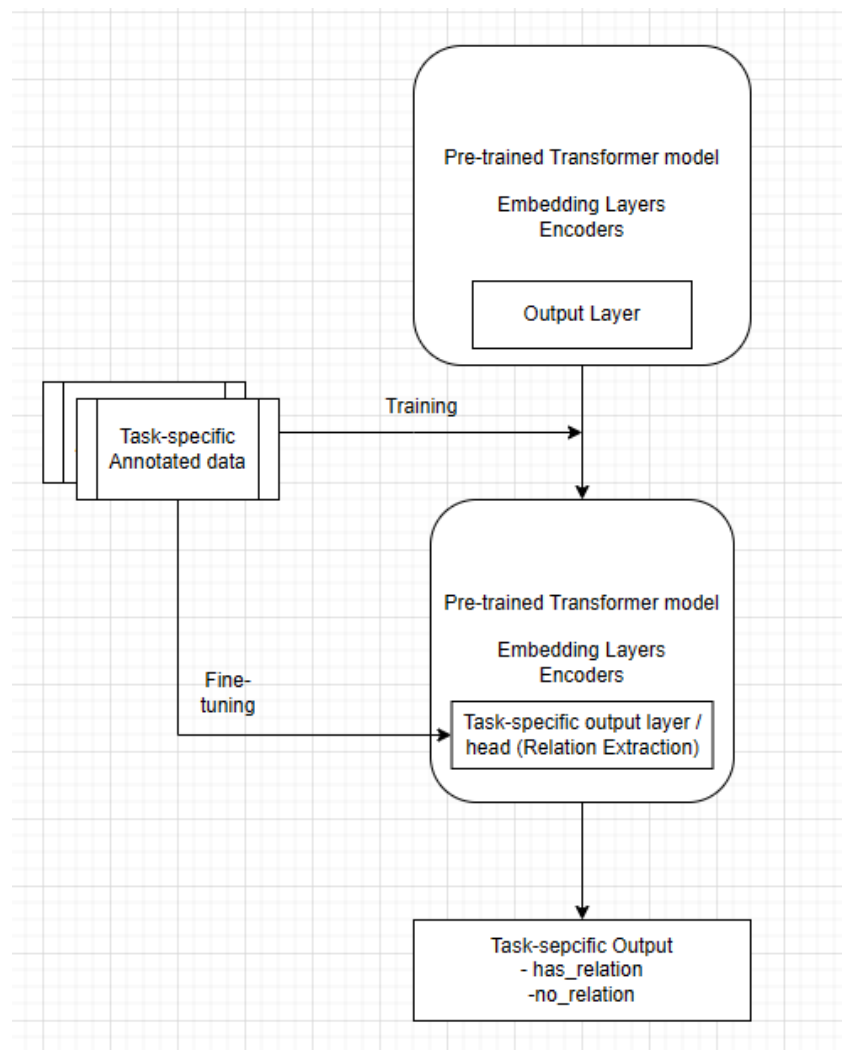 Pre-trained Transformer model
Embedding Layers
Encoders
Output Layer
Training
Task-specific
Annotated data
Pre-trained Transformer model
Embedding Layers
Encoders
Fine-
tuning
Task-specific output layer /
head (Relation Extraction)
Task-sepcific Output
- has_relation
-no_relation